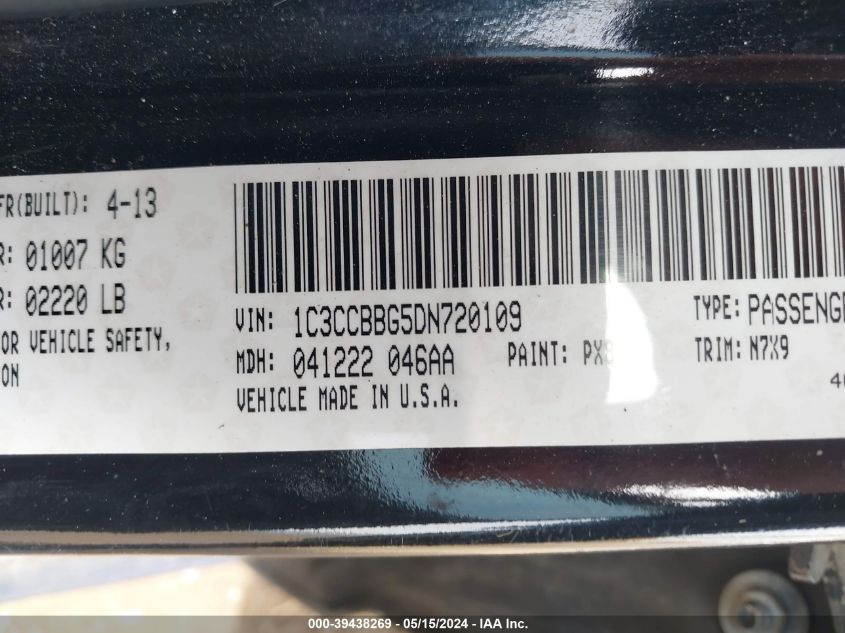 FR(BUILT): 4-13
R: 01007 KG
R: 02220 LB
OR VEHICLE SAFETY,
ON
VIN: 1C3CCBBG5DN720109
TYPE: PASSENGE
MDH: 041222 046AA
PAINT: PX
TRIM: N7X9
VEHICLE MADE IN U.S.A.
000-39438269 - 05/15/2024 - IAA Inc.